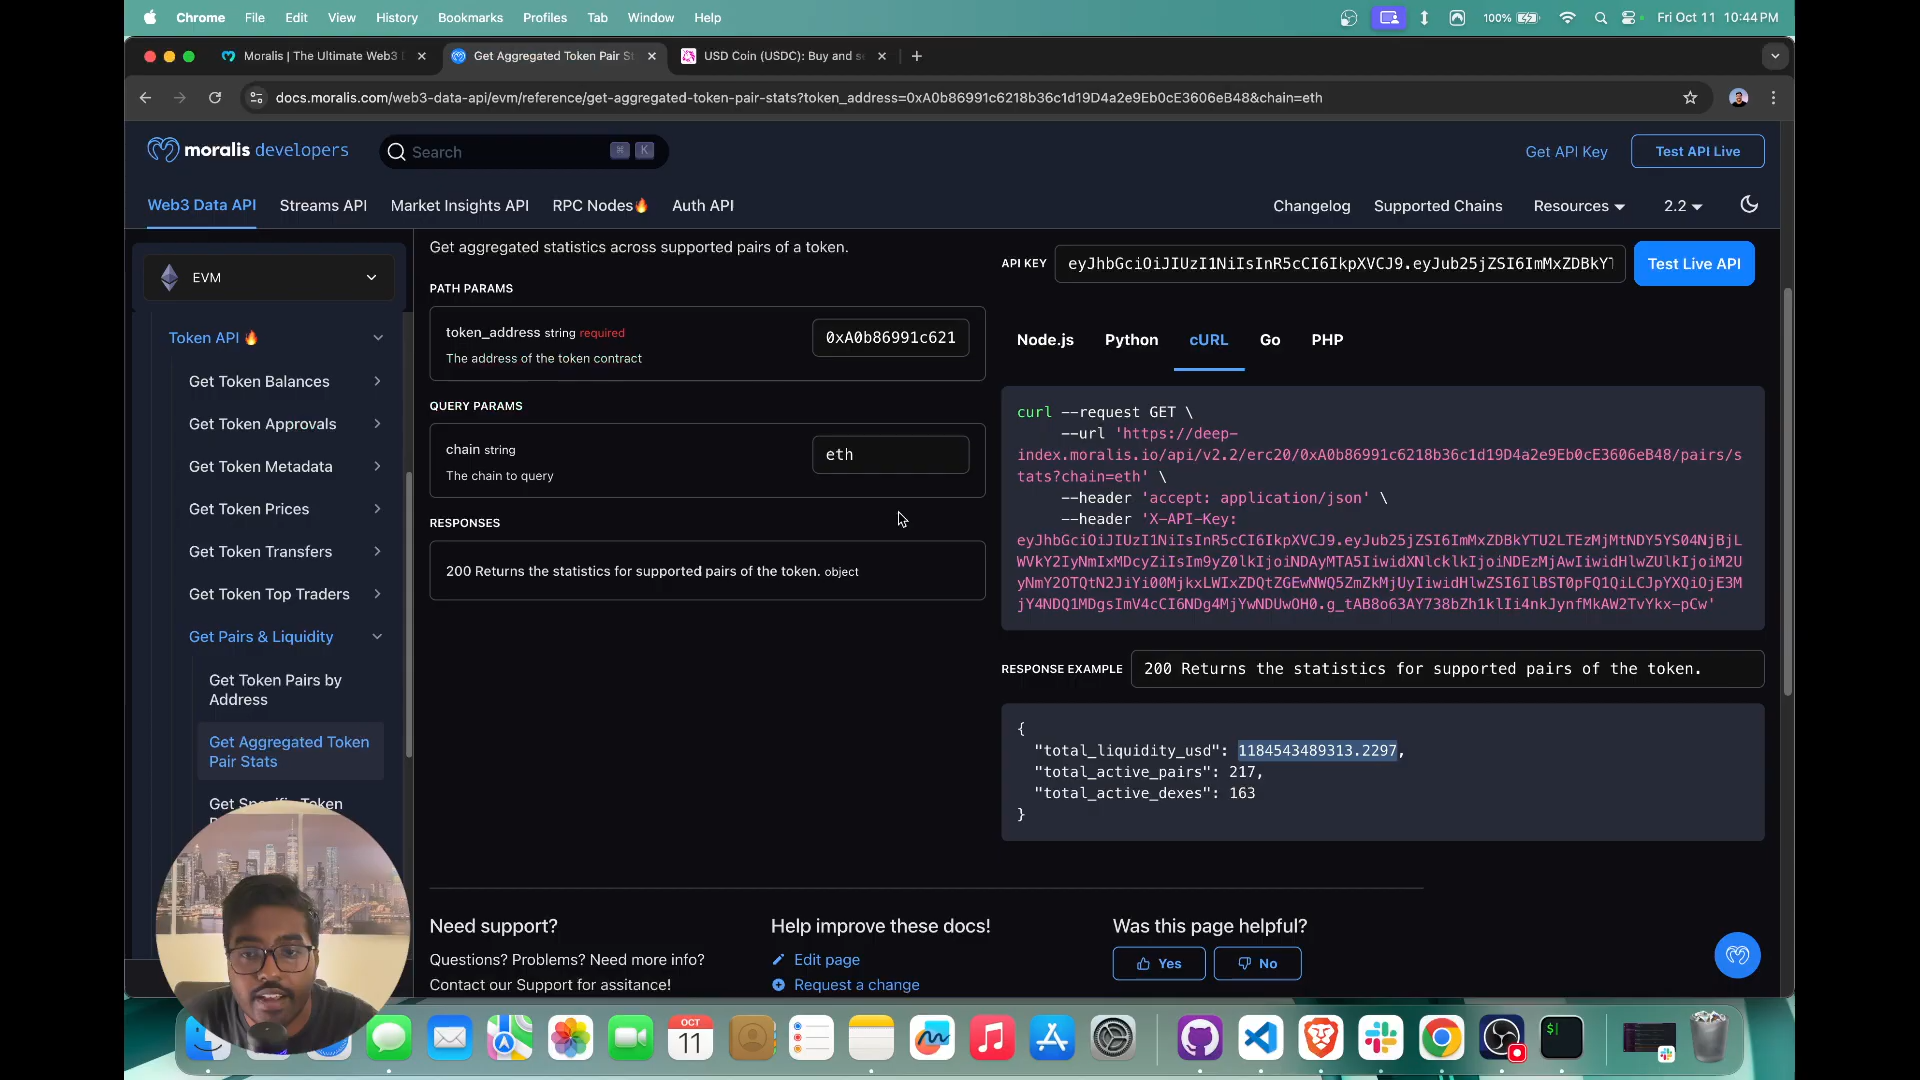 Chrome File Edit View History Bookmarks Profiles Tab Window Help
100% Fri Oct 11 10:44 PM
Moralis | The Ultimate Web3
Get Aggregated Token Pair St
USD Coin (USDC): Buy and se
docs.moralis.com/web3-data-api/evm/reference/get-aggregated-token-pair-stats?token_address=0xA0b86991c6218b36c1d19D4a2e9Eb0cE3606eB48&chain=eth
moralis developers
Search
⌘ K
Get API Key
Test API Live
Web3 Data API
Streams API
Market Insights API
RPC Nodes🔥
Auth API
Changelog
Supported Chains
Resources
2.2
EVM
Token API 🔥
Get Token Balances
Get Token Approvals
Get Token Metadata
Get Token Prices
Get Token Transfers
Get Token Top Traders
Get Pairs & Liquidity
Get Token Pairs by
Address
Get Aggregated Token
Pair Stats
Get Specific Token
Get aggregated statistics across supported pairs of a token.
PATH PARAMS
token_address string required
The address of the token contract
0xA0b86991c621
QUERY PARAMS
chain string
The chain to query
eth
RESPONSES
200 Returns the statistics for supported pairs of the token. object
API KEY
eyJhbGciOiJIUzI1NiIsInR5cCI6IkpXVCJ9.eyJub25jZSI6ImMxZDBkY
Test Live API
Node.js
Python
cURL
Go
PHP
curl --request GET \
--url 'https://deep-
index.moralis.io/api/v2.2/erc20/0xA0b86991c6218b36c1d19D4a2e9Eb0cE3606eB48/pairs/s
tats?chain=eth' \
--header 'accept: application/json' \
--header 'X-API-Key:
RESPONSE EXAMPLE
200 Returns the statistics for supported pairs of the token.
{
"total_liquidity_usd": 1184543489313.2297,
"total_active_pairs": 217,
"total_active_dexes": 163
}
Need support?
Questions? Problems? Need more info?
Contact our Support for assitance!
Help improve these docs!
Edit page
Request a change
Was this page helpful?
Yes
No
OCT
11
$